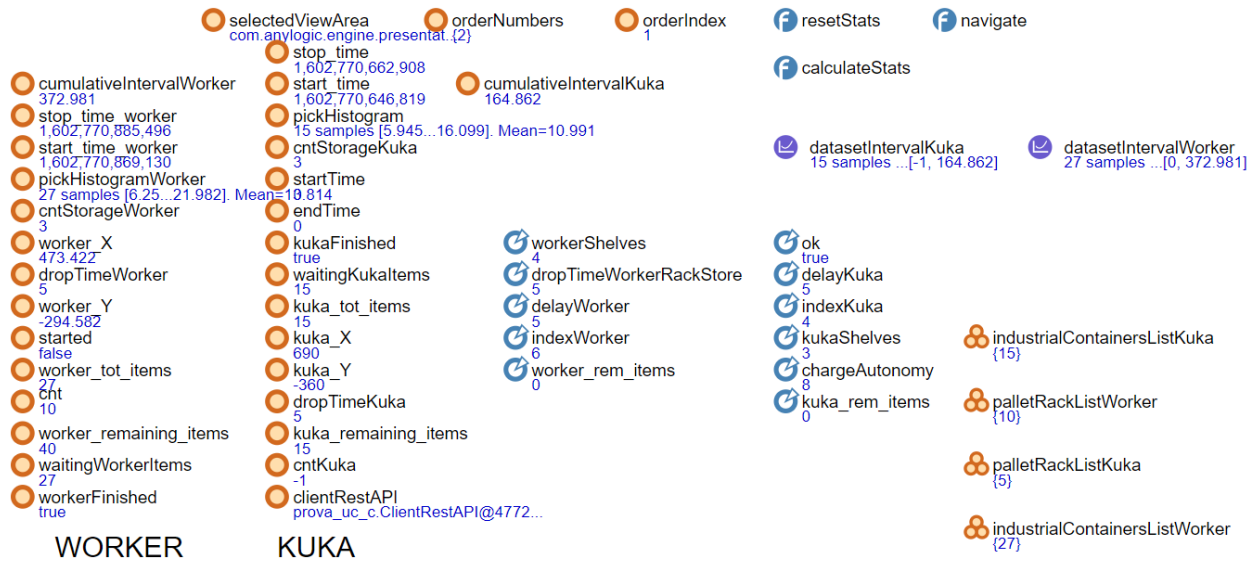 selectedViewArea
com.anylogic.engine.presentat...
orderNumbers
{2}
orderIndex
1
resetStats
navigate
stop_time
1,602,770,662,908
calculateStats
cumulativeIntervalWorker
372.981
start_time
1,602,770,646,819
cumulativeIntervalKuka
164.862
stop_time_worker
1,602,770,885,496
pickHistogram
15 samples [5.945...16.099]. Mean=10.991
start_time_worker
1,602,770,869,130
cntStorageKuka
3
datasetIntervalKuka
15 samples ...[-1, 164.862]
datasetIntervalWorker
27 samples ...[0, 372.981]
pickHistogramWorker
27 samples [6.25...21.982]. Mean=13.814
startTime
cntStorageWorker
3
endTime
0
worker_X
473.422
kukaFinished
true
workerShelves
4
ok
true
dropTimeWorker
5
waitingKukaItems
15
dropTimeWorkerRackStore
5
delayKuka
5
worker_Y
-294.582
kuka_tot_items
15
delayWorker
5
indexKuka
4
started
false
kuka_X
690
indexWorker
6
kukaShelves
3
industrialContainersListKuka
{15}
worker_tot_items
27
kuka_Y
-360
worker_rem_items
0
chargeAutonomy
8
cnt
10
dropTimeKuka
5
kuka_rem_items
0
palletRackListWorker
{10}
worker_remaining_items
40
kuka_remaining_items
15
waitingWorkerItems
27
cntKuka
-1
palletRackListKuka
{5}
workerFinished
true
clientRestAPI
prova_uc_c.ClientRestAPI@4772...
industrialContainersListWorker
{27}
WORKER
KUKA